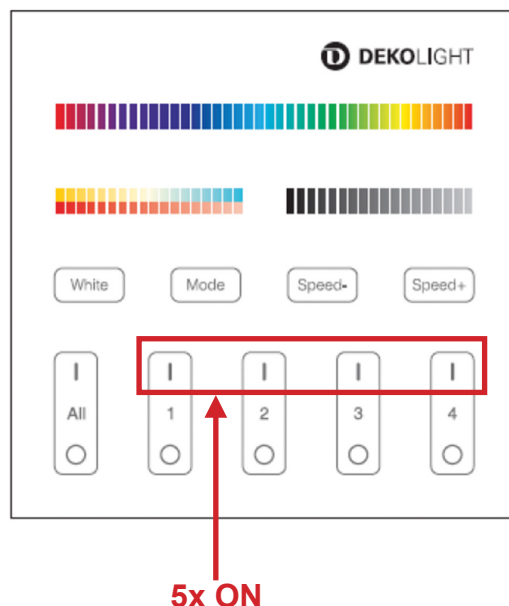 DEKOLIGHT
White Mode Speed- Speed+
I I I I I
All 1 2 3 4
O O O O O
5x ON